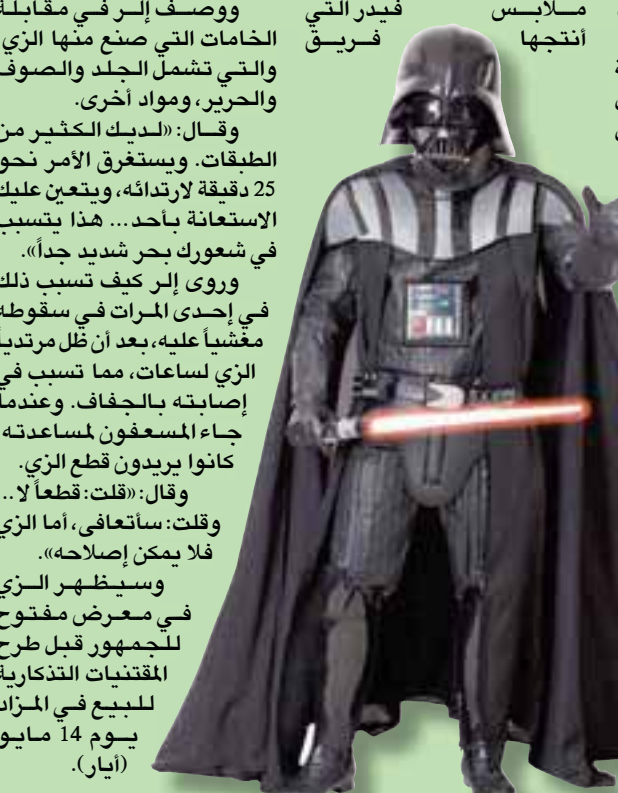 ملابس فيدر التي
أنتجها فريق
ووصف إلر في مقابلة
الخامات التي صنع منها الزي،
والتي تشمل الجلد والصوف
والحرير، ومواد أخرى.
وقال: «لديك الكثير من
الطبقات. ويستغرق الأمر نحو
25 دقيقة لارتدائه، ويتعين عليك
الاستعانة بأحد... هذا يتسبب
في شعورك بحر شديد جداً».
وروى إلر كيف تسبب ذلك
في إحدى المرات في سقوطه
مغشياً عليه، بعد أن ظل مرتدياً
الزي لساعات، مما تسبب في
إصابته بالجفاف. وعندما
جاء المسعفون لمساعدته
كانوا يريدون قطع الزي.
وقال: «قلت: قطعاً لا...
وقلت: سأتعافى، أما الزي
فلا يمكن إصلاحه».
وسيظهر الزي
في معرض مفتوح
للجمهور قبل طرح
المقتنيات التذكارية
للبيع في المزاد
يوم 14 مايو
(أيار).